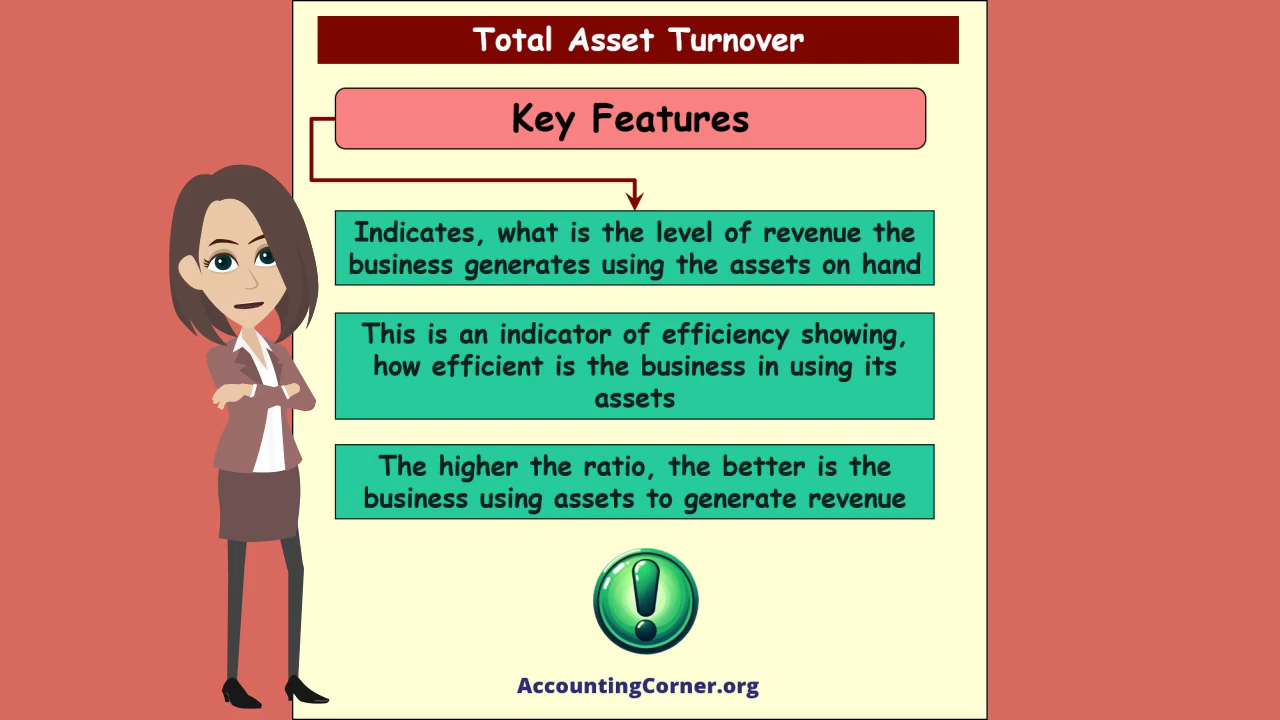 Total Asset Turnover
Key Features
Indicates, what is the level of revenue the
business generates using the assets on hand
This is an indicator of efficiency showing,
how efficient is the business in using its
assets
The higher the ratio, the better is the
business using assets to generate revenue
AccountingCorner.org